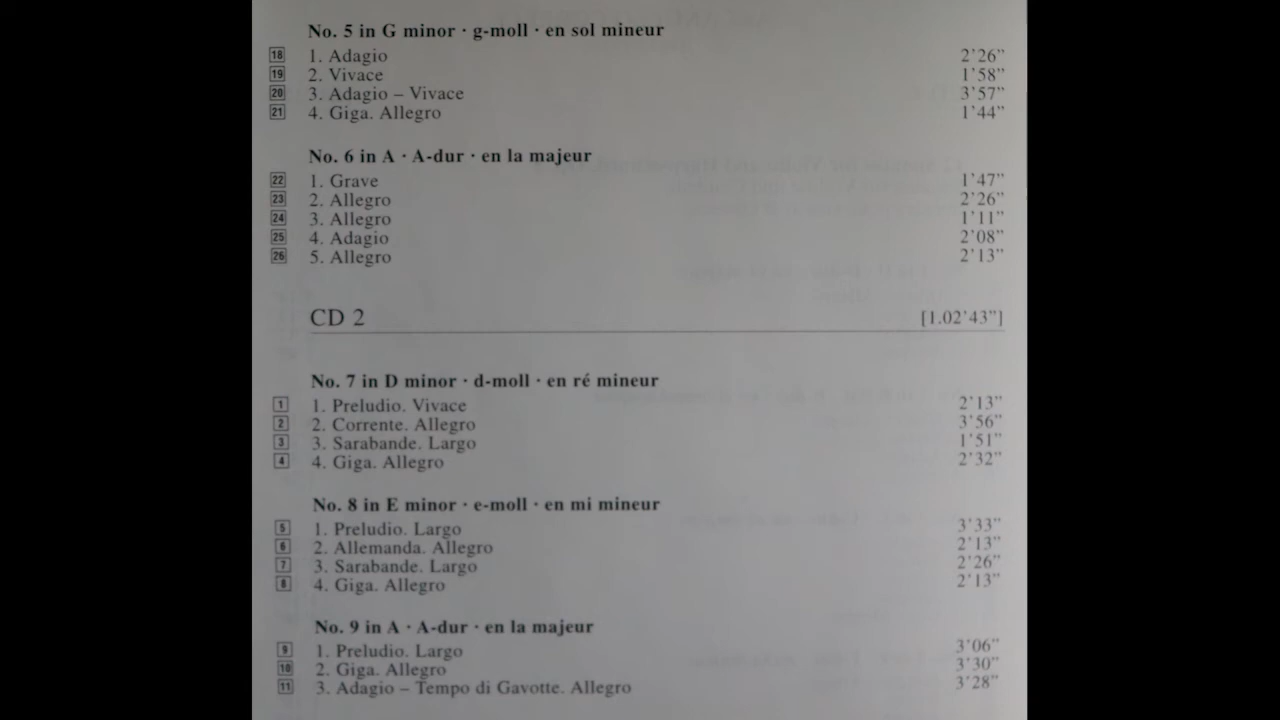 No. 5 in G minor · g-moll · en sol mineur
18 1. Adagio 2’26”
19 2. Vivace 1’58”
20 3. Adagio – Vivace 3’57”
21 4. Giga. Allegro 1’44”
No. 6 in A · A-dur · en la majeur
22 1. Grave 1’47”
23 2. Allegro 2’26”
24 3. Allegro 1’11”
25 4. Adagio 2’08”
26 5. Allegro 2’13”
CD 2 [1.02’43”]
No. 7 in D minor · d-moll · en ré mineur
1 1. Preludio. Vivace 2’13”
2 2. Corrente. Allegro 3’56”
3 3. Sarabande. Largo 1’51”
4 4. Giga. Allegro 2’32”
No. 8 in E minor · e-moll · en mi mineur
5 1. Preludio. Largo 3’33”
6 2. Allemanda. Allegro 2’13”
7 3. Sarabande. Largo 2’26”
8 4. Giga. Allegro 2’13”
No. 9 in A · A-dur · en la majeur
9 1. Preludio. Largo 3’06”
10 2. Giga. Allegro 3’30”
11 3. Adagio – Tempo di Gavotte. Allegro 3’28”